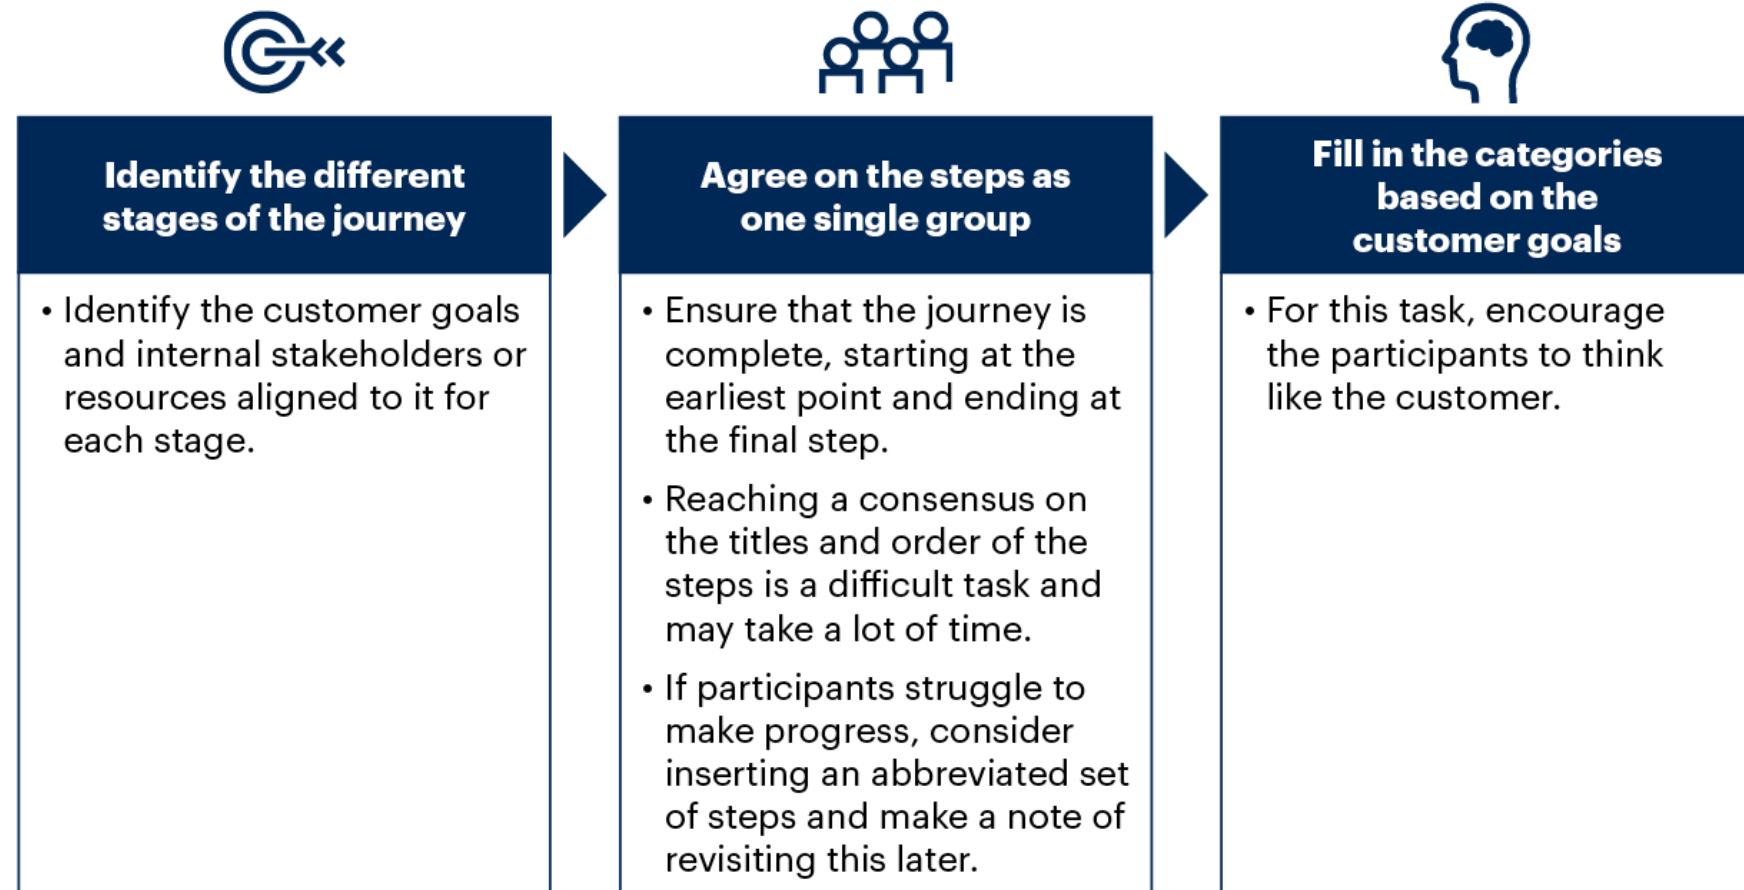 Identify the different
stages of the journey
• Identify the customer goals
and internal stakeholders or
resources aligned to it for
each stage.
Agree on the steps as
one single group
• Ensure that the journey is
complete, starting at the
earliest point and ending at
the final step.
• Reaching a consensus on
the titles and order of the
steps is a difficult task and
may take a lot of time.
• If participants struggle to
make progress, consider
inserting an abbreviated set
of steps and make a note of
revisiting this later.
Fill in the categories
based on the
customer goals
• For this task, encourage
the participants to think
like the customer.